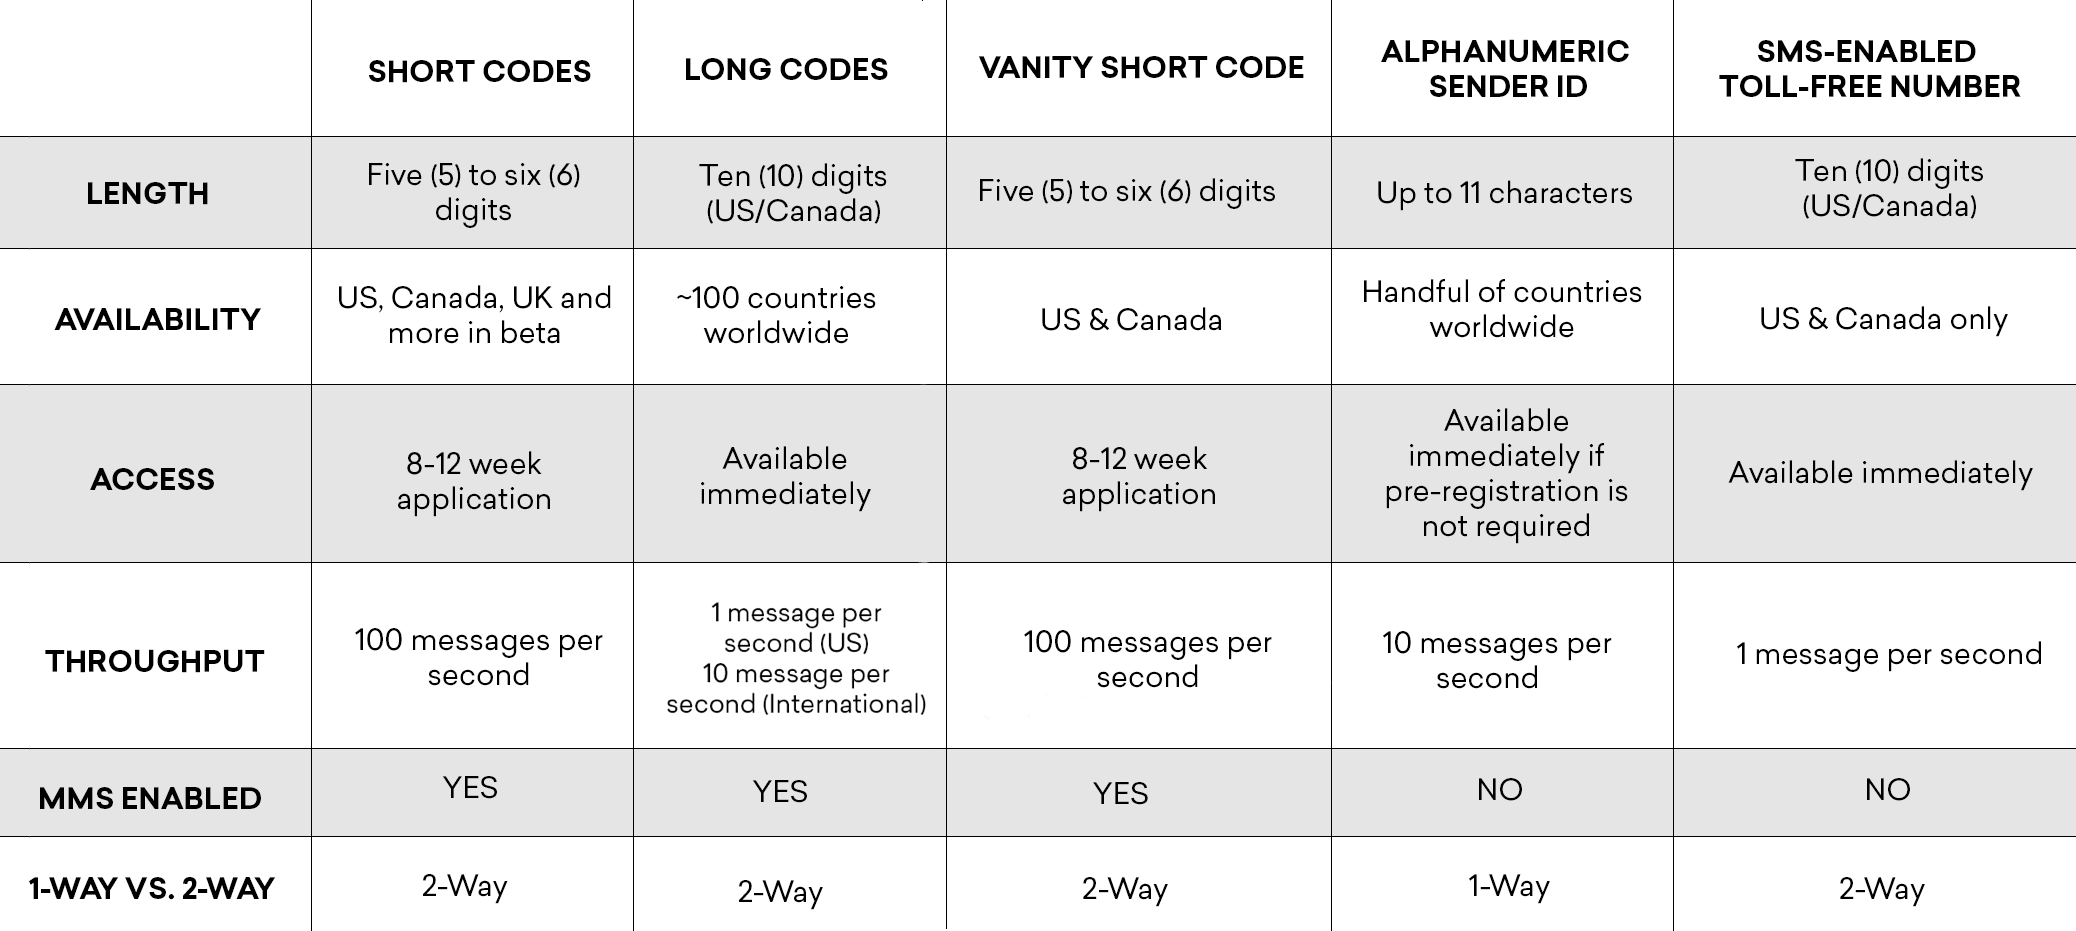 SHORT CODES
LONG CODES
VANITY SHORT CODE
ALPHANUMERIC
SENDER ID
SMS-ENABLED
TOLL-FREE NUMBER
LENGTH
Five (5) to six (6)
digits
Ten (10) digits
(US/Canada)
Five (5) to six (6) digits
Up to 11 characters
Ten (10) digits
(US/Canada)
AVAILABILITY
US, Canada, UK and
more in beta
~100 countries
worldwide
US & Canada
Handful of countries
worldwide
US & Canada only
ACCESS
8-12 week
application
Available
immediately
8-12 week
application
Available
immediately if
pre-registration is
not required
Available immediately
THROUGHPUT
100 messages per
second
1 message per
second (US)
10 message per
second (International)
100 messages per
second
10 messages per
second
1 message per second
MMS ENABLED
YES
YES
YES
NO
NO
1-WAY VS. 2-WAY
2-Way
2-Way
2-Way
1-Way
2-Way